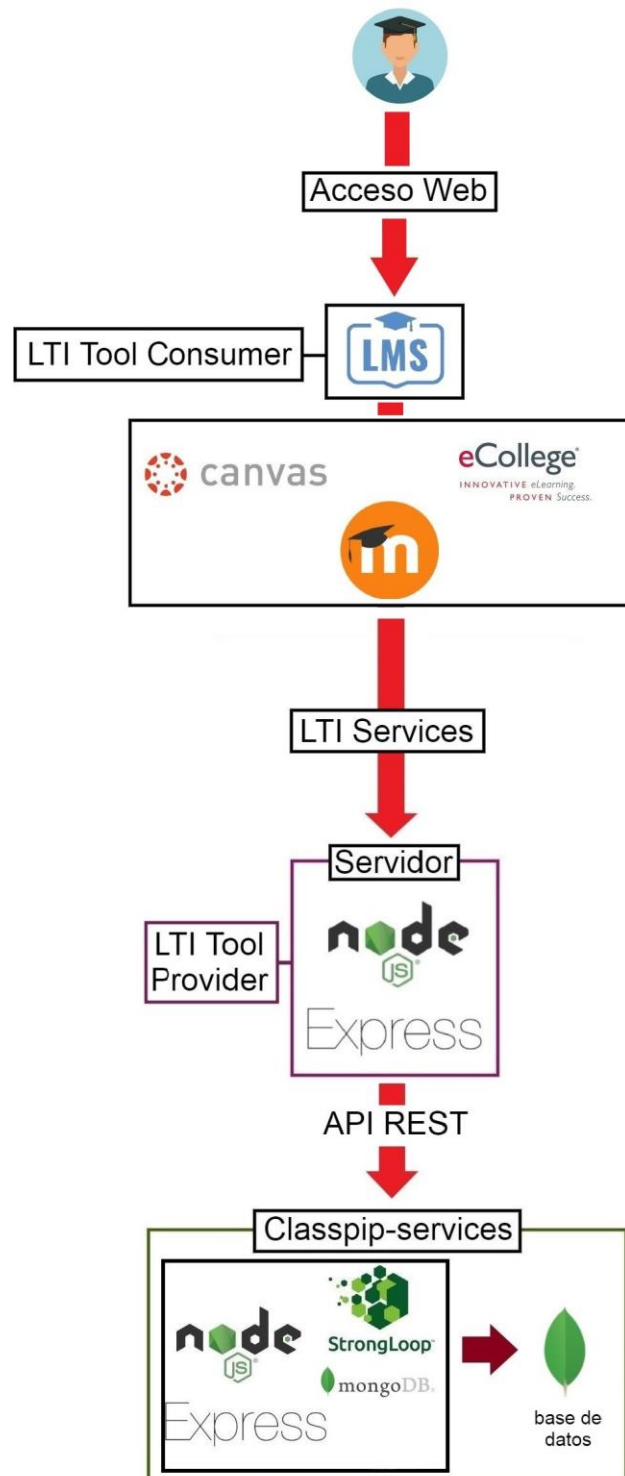 Acceso Web
LTI Tool Consumer
LMS
canvas
eCollege®
INNOVATIVE eLearning.
PROVEN Success.
m
LTI Services
Servidor
LTI Tool
Provider
node
JS
Express
API REST
Classpip-services
node
JS
Express
StrongLoop™
mongoDB®
base de
datos